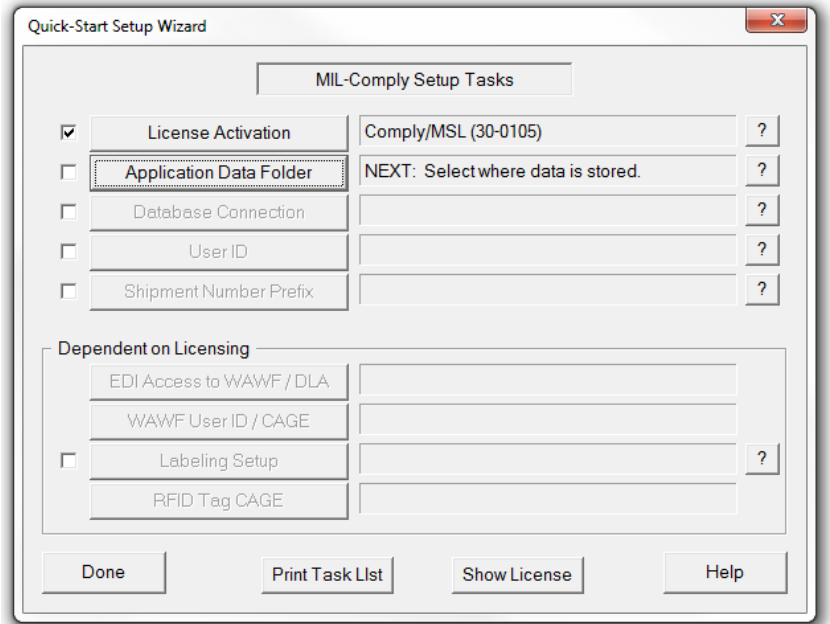 Quick-Start Setup Wizard
MIL-Comply Setup Tasks
License Activation Comply/MSL (30-0105) ?
Application Data Folder NEXT: Select where data is stored. ?
Database Connection ?
User ID ?
Shipment Number Prefix ?
Dependent on Licensing
EDI Access to WAWF / DLA
WAWF User ID / CAGE
Labeling Setup ?
RFID Tag CAGE
Done Print Task LIst Show License Help